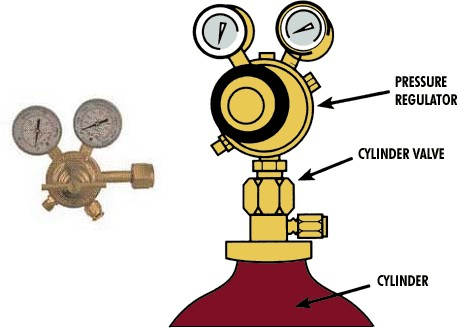 PRESSURE
REGULATOR
CYLINDER VALVE
CYLINDER